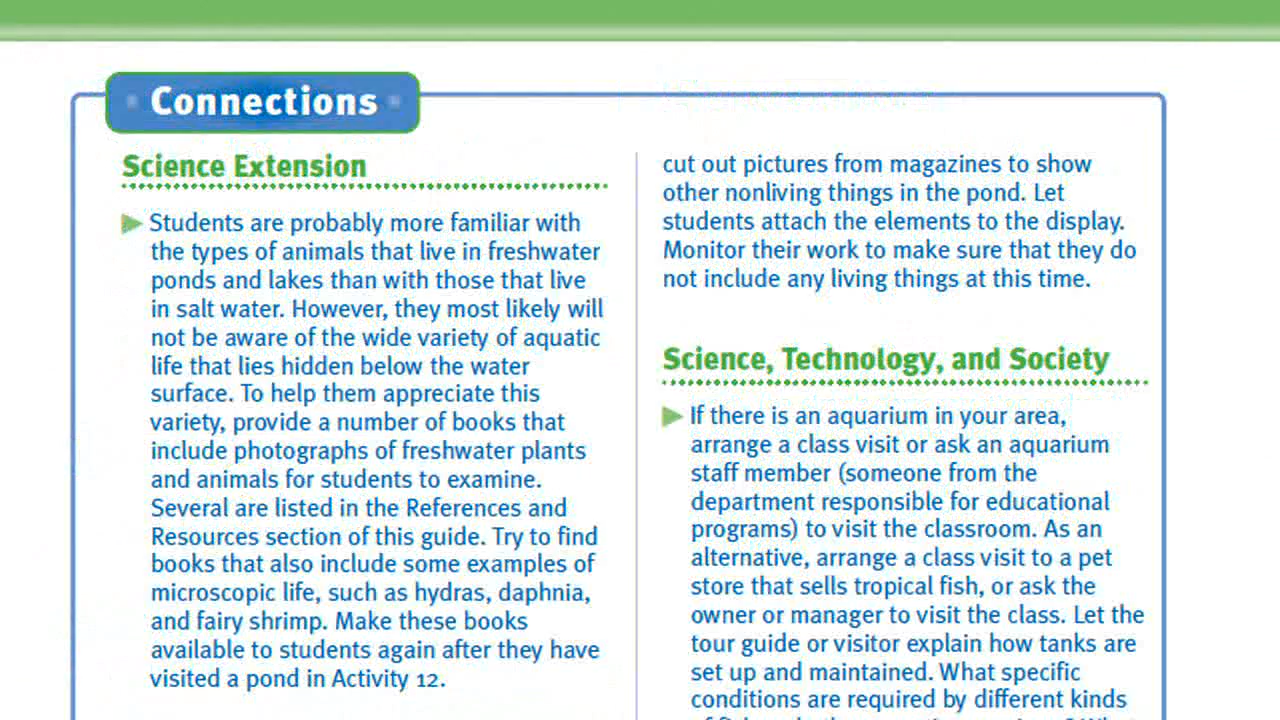 Connections
Science Extension
Students are probably more familiar with
the types of animals that live in freshwater
ponds and lakes than with those that live
in salt water. However, they most likely will
not be aware of the wide variety of aquatic
life that lies hidden below the water
surface. To help them appreciate this
variety, provide a number of books that
include photographs of freshwater plants
and animals for students to examine.
Several are listed in the References and
Resources section of this guide. Try to find
books that also include some examples of
microscopic life, such as hydras, daphnia,
and fairy shrimp. Make these books
available to students again after they have
visited a pond in Activity 12.
cut out pictures from magazines to show
other nonliving things in the pond. Let
students attach the elements to the display.
Monitor their work to make sure that they do
not include any living things at this time.
Science, Technology, and Society
If there is an aquarium in your area,
arrange a class visit or ask an aquarium
staff member (someone from the
department responsible for educational
programs) to visit the classroom. As an
alternative, arrange a class visit to a pet
store that sells tropical fish, or ask the
owner or manager to visit the class. Let the
tour guide or visitor explain how tanks are
set up and maintained. What specific
conditions are required by different kinds